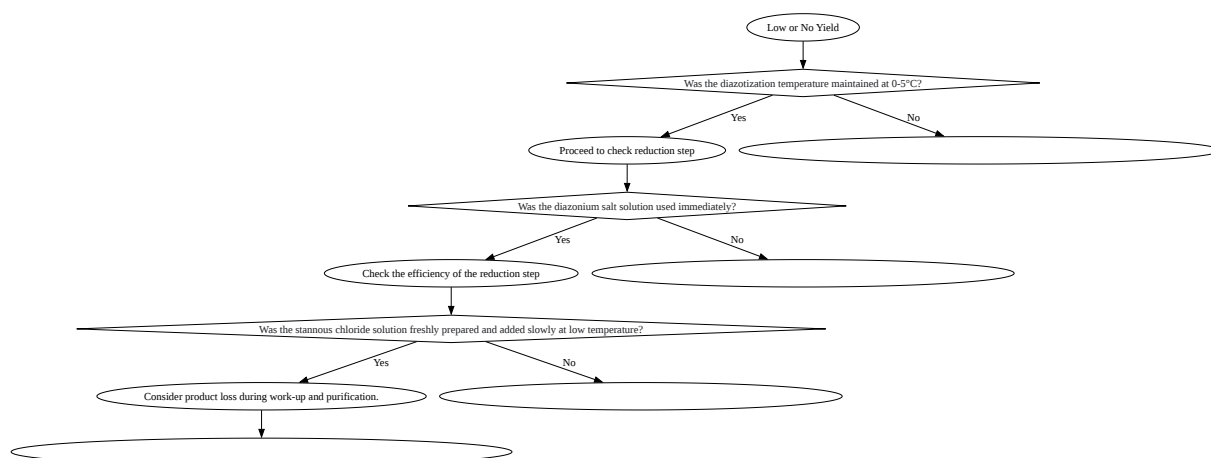 Low or No Yield
Was the diazotization temperature maintained at 0-5°C?
Yes
No
Proceed to check reduction step
Was the diazonium salt solution used immediately?
Yes
No
Check the efficiency of the reduction step
Was the stannous chloride solution freshly prepared and added slowly at low temperature?
Yes
No
Consider product loss during work-up and purification.